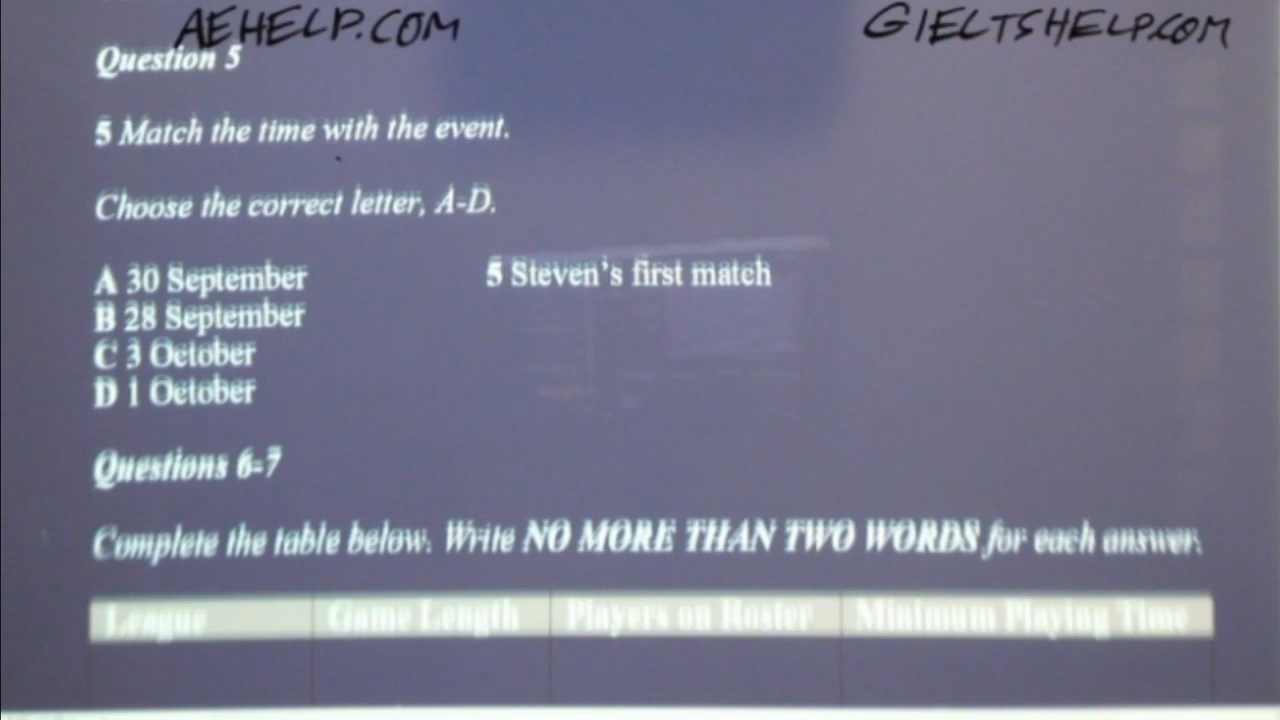 AEHELP.COM
GIELTSHELP.COM
Question 5
5 Match the time with the event.
Choose the correct letter, A-D.
A 30 September
5 Steven's first match
B 28 September
C 3 October
D 1 October
Questions 6-7
Complete the table below. Write NO MORE THAN TWO WORDS for each answer.
League Game Length Players on Roster Minimum Playing Time